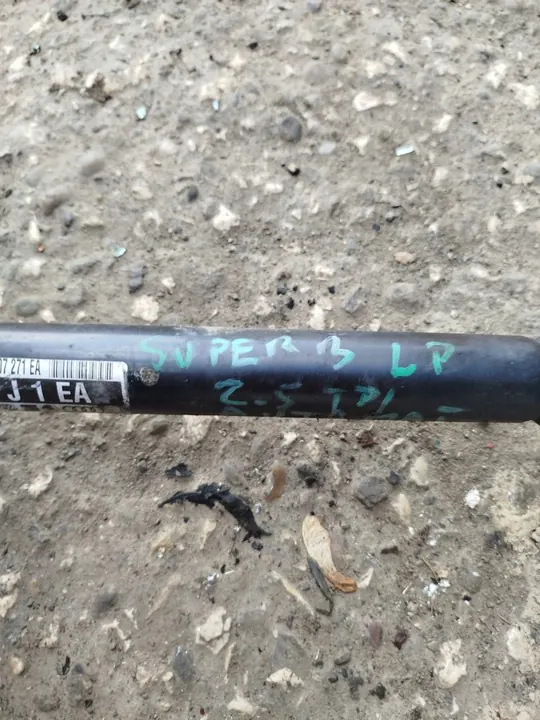 07 271 EA
J 1 EA
SUPER B LP
2.5 TDI